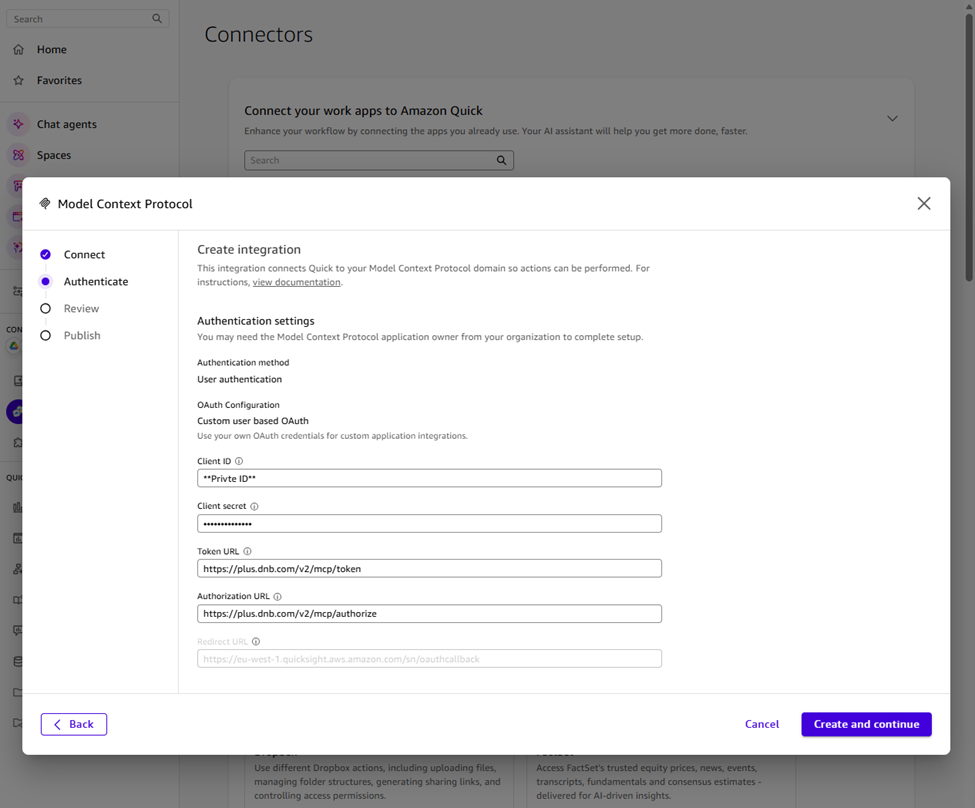 Search
Home
Favorites
Chat agents
Spaces
Connectors
Connect your work apps to Amazon Quick
Enhance your workflow by connecting the apps you already use. Your AI assistant will help you get more done, faster.
Search
Model Context Protocol
Connect
Authenticate
Review
Publish
Create integration
This integration connects Quick to your Model Context Protocol domain so actions can be performed. For
instructions, view documentation.
Authentication settings
You may need the Model Context Protocol application owner from your organization to complete setup.
Authentication method
User authentication
OAuth Configuration
Custom user based OAuth
Use your own OAuth credentials for custom application integrations.
Client ID
**Privte ID**
Client secret
••••••••••••••
Token URL
https://plus.dnb.com/v2/mcp/token
Authorization URL
https://plus.dnb.com/v2/mcp/authorize
Redirect URL
https://eu-west-1.quicksight.aws.amazon.com/sn/oauthcallback
Back
Cancel
Create and continue
CON
QUIC
Use different Dropbox actions, including uploading files,
managing folder structures, generating sharing links, and
controlling access permissions.
Access FactSet's trusted equity prices, news, events,
transcripts, fundamentals and consensus estimates –
delivered for AI-driven insights.